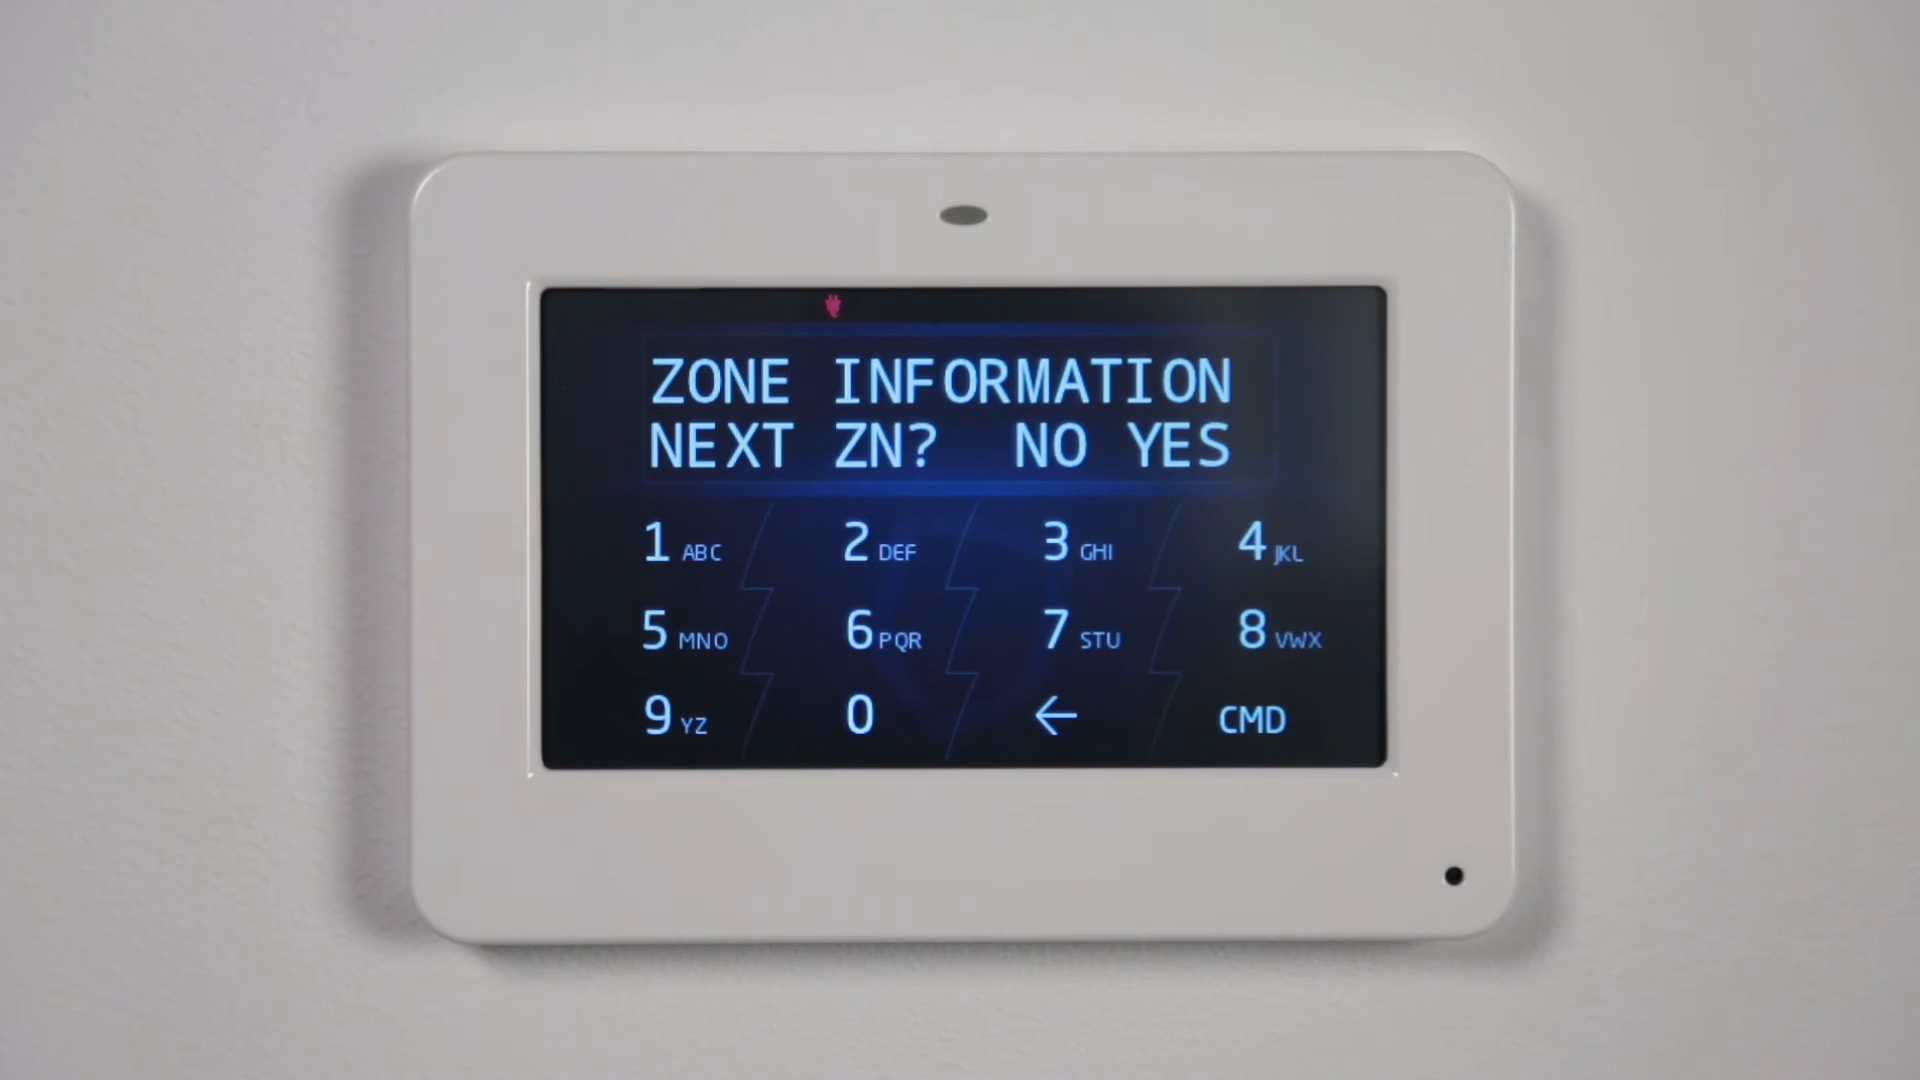 ZONE INFORMATION
NEXT ZN? NO YES
1 ABC 2 DEF 3 GHI 4 JKL
5 MNO 6 PQR 7 STU 8 VWX
9 YZ 0 ← CMD